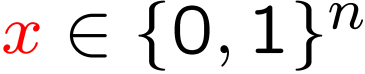 x ∈ {0, 1}ⁿ